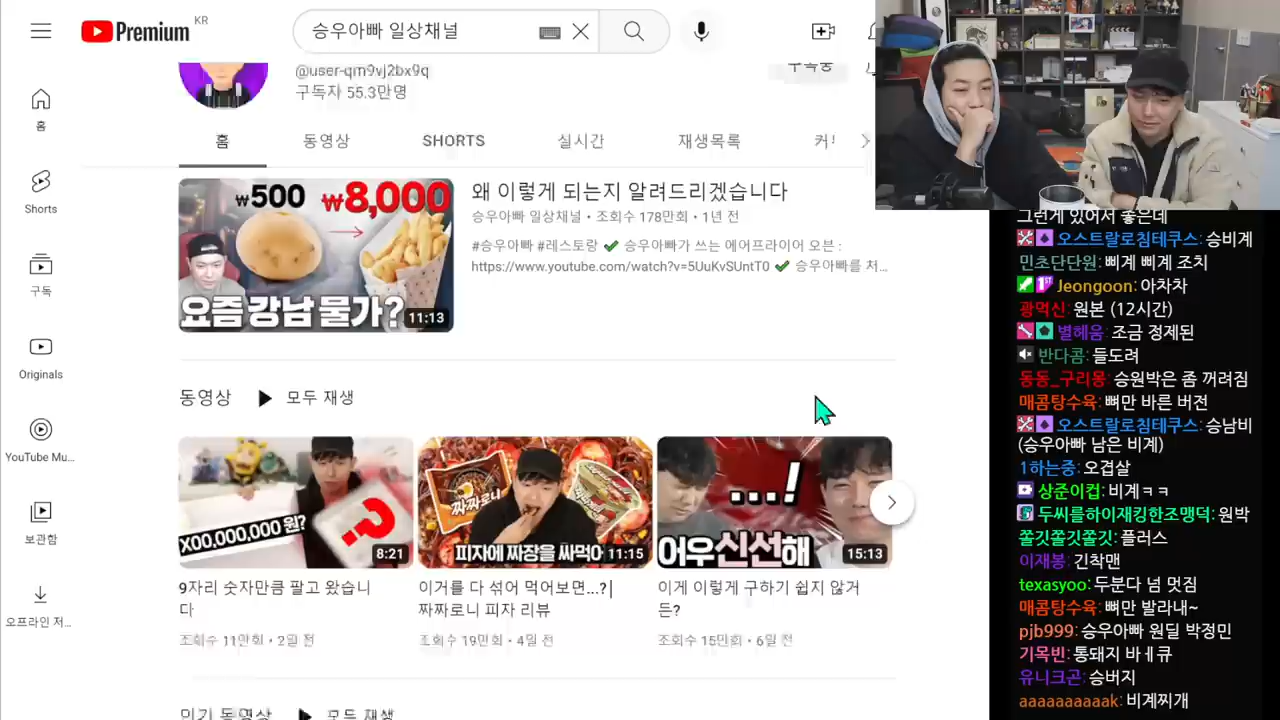 Premium KR
승우아빠 일상채널
@user-qm9vj2bx9q
구독중
구독자 55.3만명
홈
동영상
SHORTS
실시간
재생목록
홈
Shorts
구독
Originals
YouTube Mu...
보관함
오프라인 저...
₩500
₩8,000
요즘 강남 물가?
11:13
왜 이렇게 되는지 알려드리겠습니다
승우아빠 일상채널 • 조회수 178만회 • 1년 전
#승우아빠 #레스토랑 ✔ 승우아빠가 쓰는 에어프라이어 오븐 :
https://www.youtube.com/watch?v=5UuKvSUntT0 ✔ 승우아빠를 처...
동영상 ▶ 모두 재생
X00,000,000 원?
8:21
짜짜로니
피자에 짜장을 싸먹어
11:15
...!
어우 신선해
15:13
9자리 숫자만큼 팔고 왔습니
다
조회수 11만회 • 2일 전
이거를 다 섞어 먹어보면...?|
짜짜로니 피자 리뷰
조회수 19만회 • 4일 전
이게 이렇게 구하기 쉽지 않거
든?
조회수 15만회 • 6일 전
인기 동영상 ▶ 모두 재생
그런게 있어서 좋은데
오스트랄로침테쿠스: 승비계
민초단단원: 삐계 삐계 조치
Jeongoon: 아차차
광먹신: 원본 (12시간)
별헤움: 조금 정제된
반다콤: 들도려
동동_구리몽: 승원박은 좀 꺼려짐
매콤탕수육: 뼈만 바른 버전
오스트랄로침테쿠스: 승남비
(승우아빠 남은 비계)
1하는중: 오겹살
상준이컵: 비계ㅋㅋ
두씨를하이재킹한조맹덕: 원박
쫄깃쫄깃쫄깃: 플러스
이재봉: 긴착맨
texasyoo: 두분다 넘 멋짐
매콤탕수육: 뼈만 발라내~
pjb999: 승우아빠 원딜 박정민
기목빈: 통돼지 바ㅔ큐
유니크곤: 승버지
aaaaaaaaaak: 비계찌개